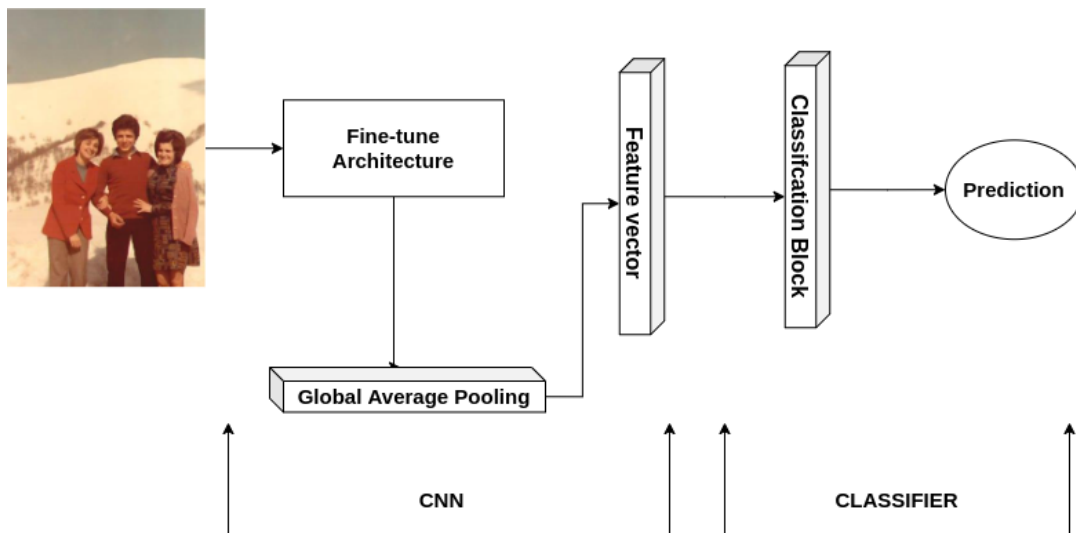 Fine-tune
Architecture
Global Average Pooling
Feature vector
Classifcation Block
Prediction
CNN
CLASSIFIER